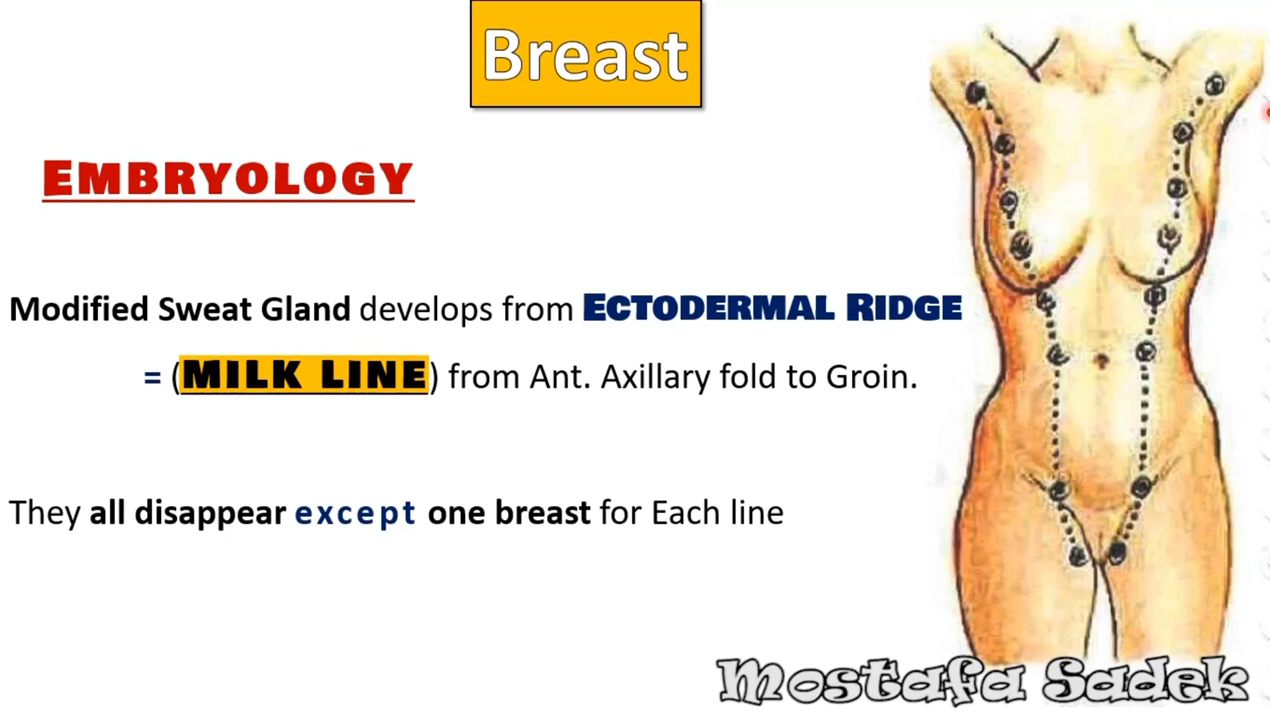 Breast
EMBRYOLOGY
Modified Sweat Gland develops from ECTODERMAL RIDGE
= (MILK LINE) from Ant. Axillary fold to Groin.
They all disappear except one breast for Each line
Mostafa Sadek